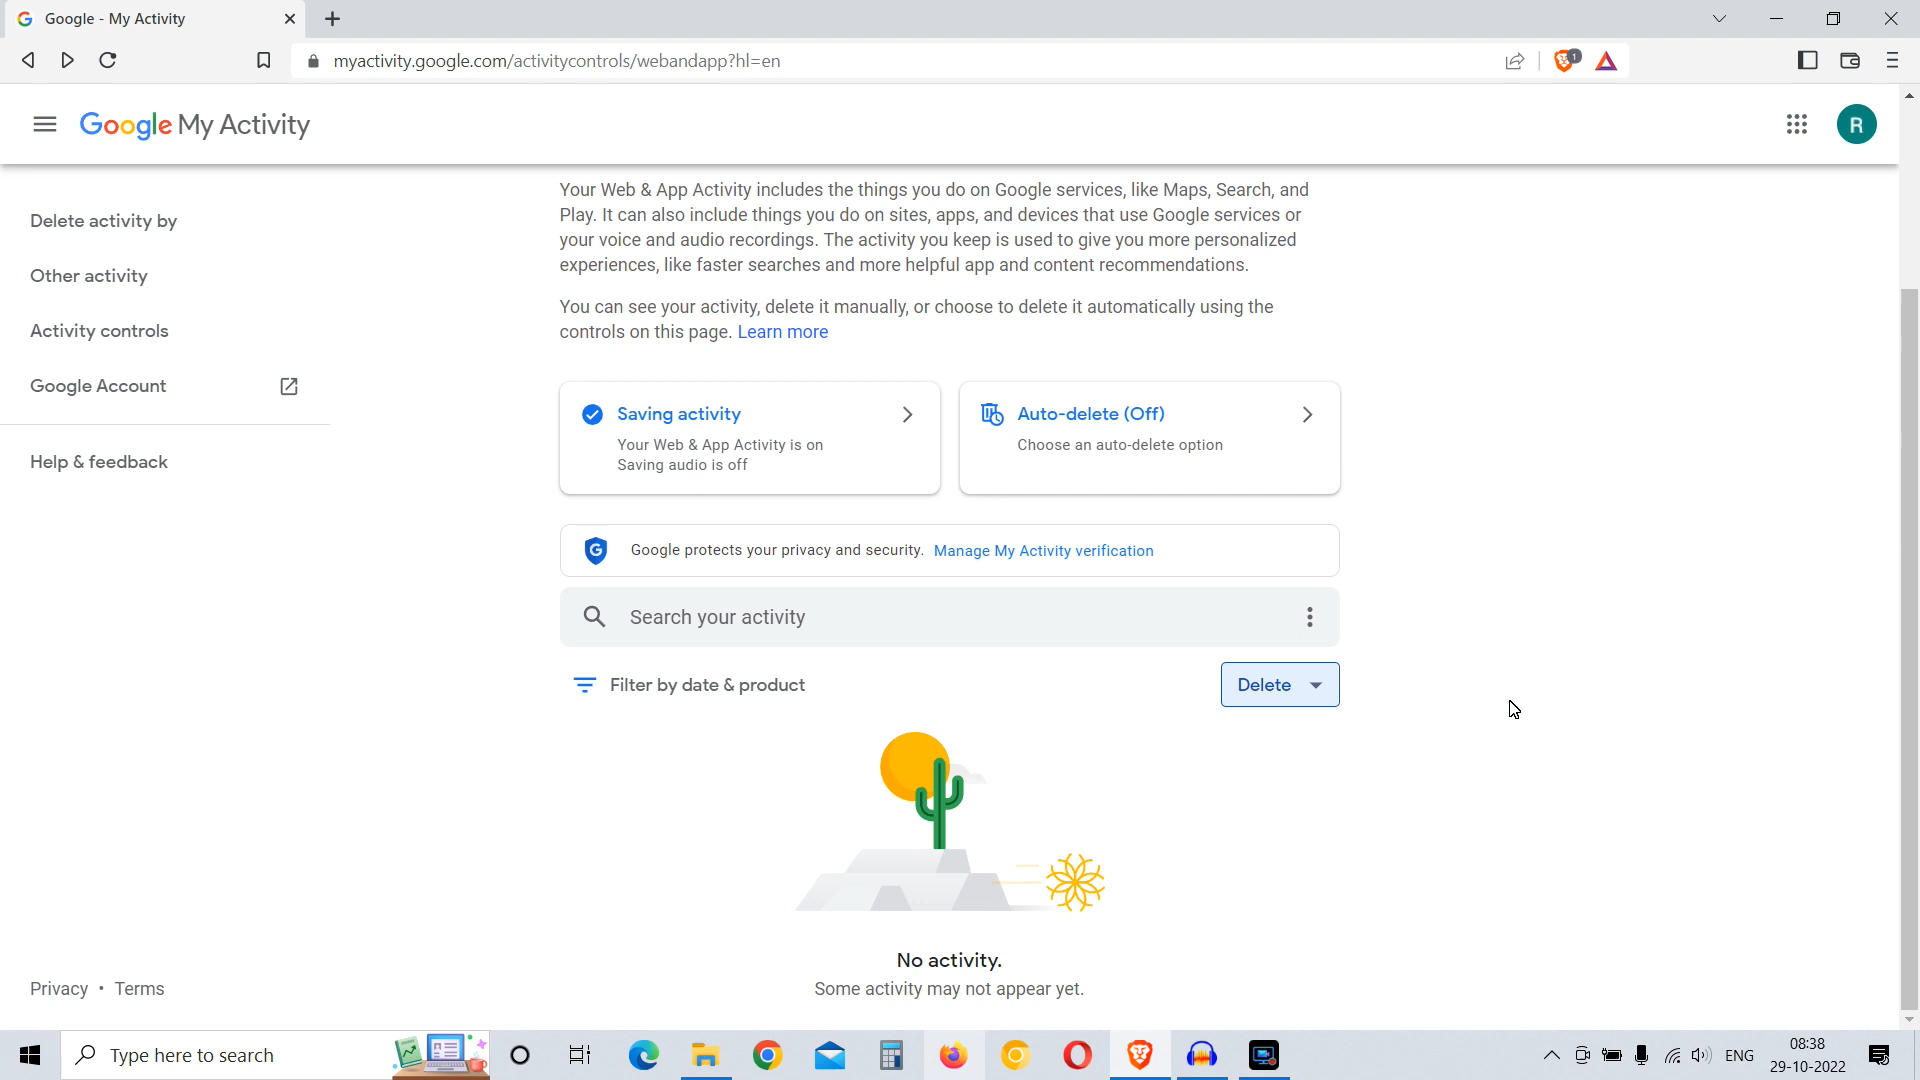 Google - My Activity
myactivity.google.com/activitycontrols/webandapp?hl=en
1
Google My Activity
R
Delete activity by
Other activity
Activity controls
Google Account
Help & feedback
Your Web & App Activity includes the things you do on Google services, like Maps, Search, and
Play. It can also include things you do on sites, apps, and devices that use Google services or
your voice and audio recordings. The activity you keep is used to give you more personalized
experiences, like faster searches and more helpful app and content recommendations.
You can see your activity, delete it manually, or choose to delete it automatically using the
controls on this page. Learn more
Saving activity
Your Web & App Activity is on
Saving audio is off
Auto-delete (Off)
Choose an auto-delete option
Google protects your privacy and security. Manage My Activity verification
Search your activity
Filter by date & product
Delete
No activity.
Some activity may not appear yet.
Privacy • Terms
Type here to search
ENG
08:38
29-10-2022